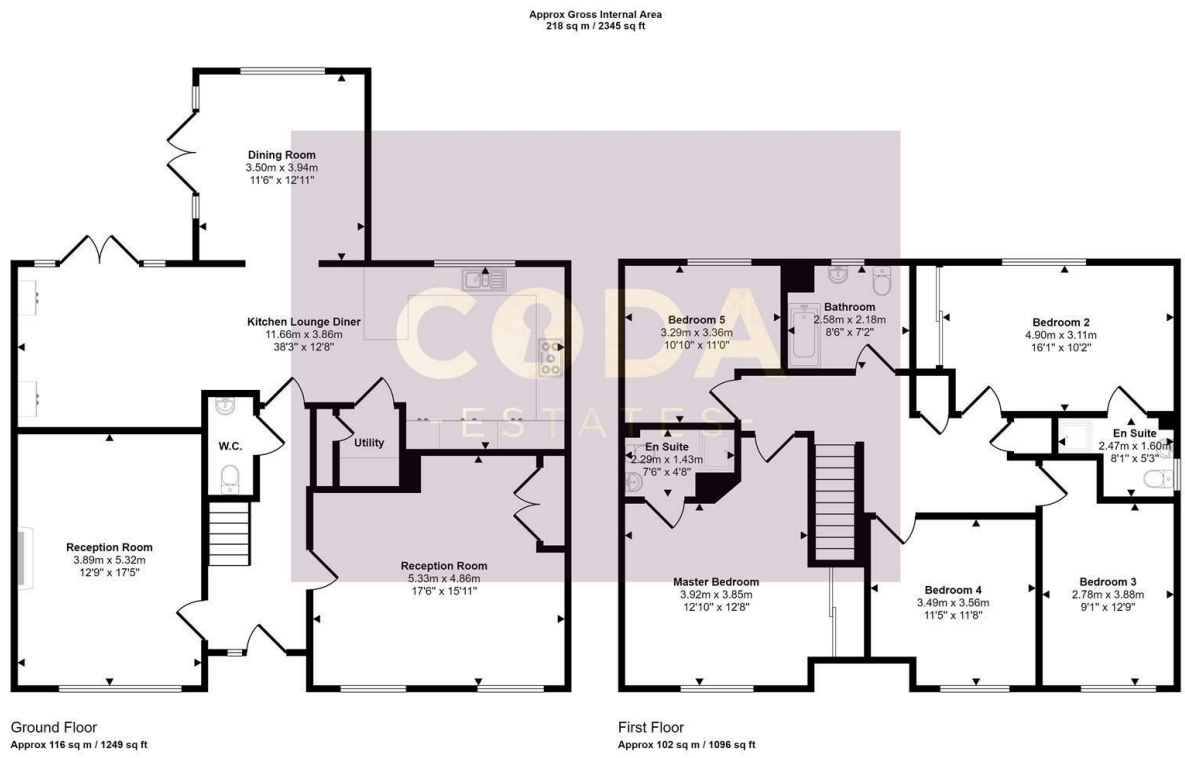 Approx Gross Internal Area
218 sq m / 2345 sq ft
Dining Room
3.50m x 3.94m
11'6" x 12'11"
Kitchen Lounge Diner
11.66m x 3.86m
38'3" x 12'8"
W.C.
Utility
Reception Room
3.89m x 5.32m
12'9" x 17'5"
Reception Room
5.33m x 4.86m
17'6" x 15'11"
Ground Floor
Approx 116 sq m / 1249 sq ft
CODA
-ESTATES-
Bedroom 5
3.29m x 3.36m
10'10" x 11'0"
Bathroom
2.58m x 2.18m
8'6" x 7'2"
Bedroom 2
4.90m x 3.11m
16'1" x 10'2"
En Suite
2.29m x 1.43m
7'6" x 4'8"
En Suite
2.47m x 1.60m
8'1" x 5'3"
Master Bedroom
3.92m x 3.85m
12'10" x 12'8"
Bedroom 4
3.49m x 3.56m
11'5" x 11'8"
Bedroom 3
2.78m x 3.88m
9'1" x 12'9"
First Floor
Approx 102 sq m / 1096 sq ft